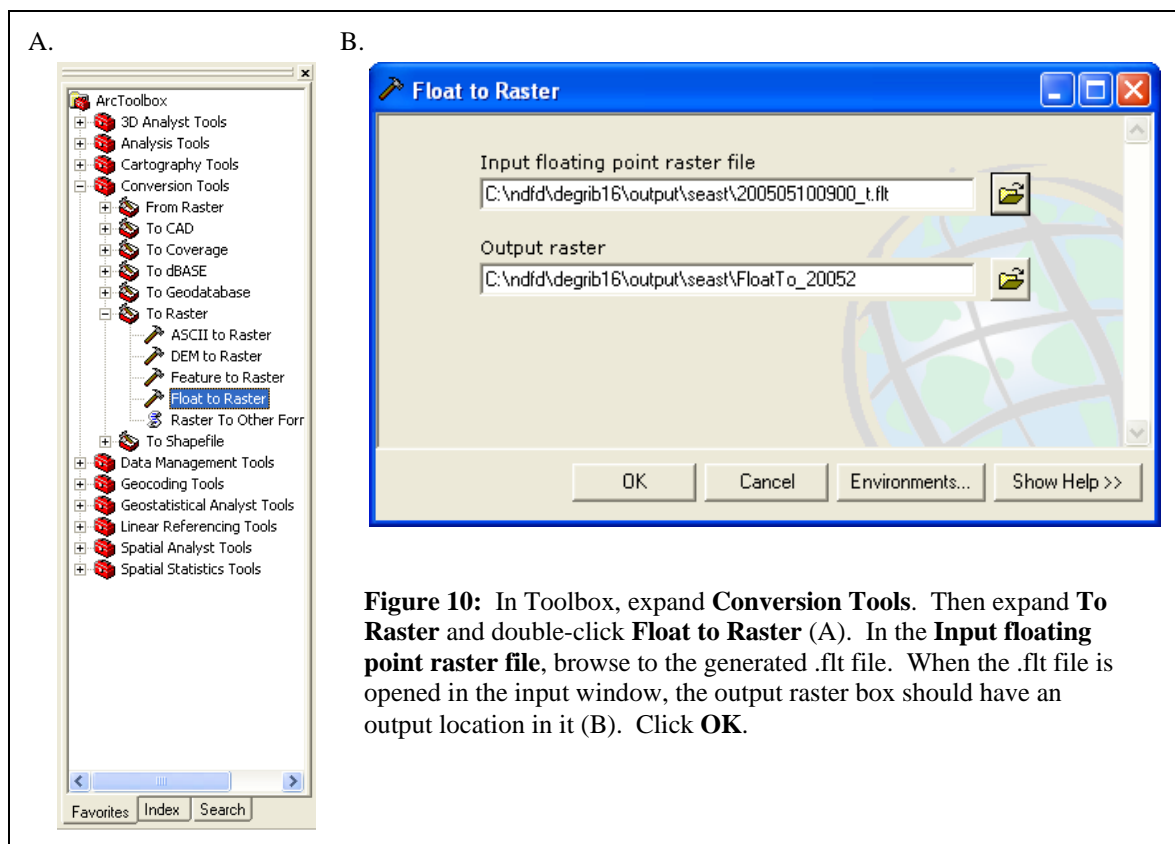 A.
B.
ArcToolbox
3D Analyst Tools
Analysis Tools
Cartography Tools
Conversion Tools
From Raster
To CAD
To Coverage
To dBASE
To Geodatabase
To Raster
ASCII to Raster
DEM to Raster
Feature to Raster
Float to Raster
Raster To Other Forr
To Shapefile
Data Management Tools
Geocoding Tools
Geostatistical Analyst Tools
Linear Referencing Tools
Spatial Analyst Tools
Spatial Statistics Tools
Favorites Index Search
Float to Raster
Input floating point raster file
C:\ndfd\degrib16\output\seast\200505100900_t.flt
Output raster
C:\ndfd\degrib16\output\seast\FloatTo_20052
OK Cancel Environments... Show Help >>
Figure 10: In Toolbox, expand Conversion Tools. Then expand To
Raster and double-click Float to Raster (A). In the Input floating
point raster file, browse to the generated .flt file. When the .flt file is
opened in the input window, the output raster box should have an
output location in it (B). Click OK.